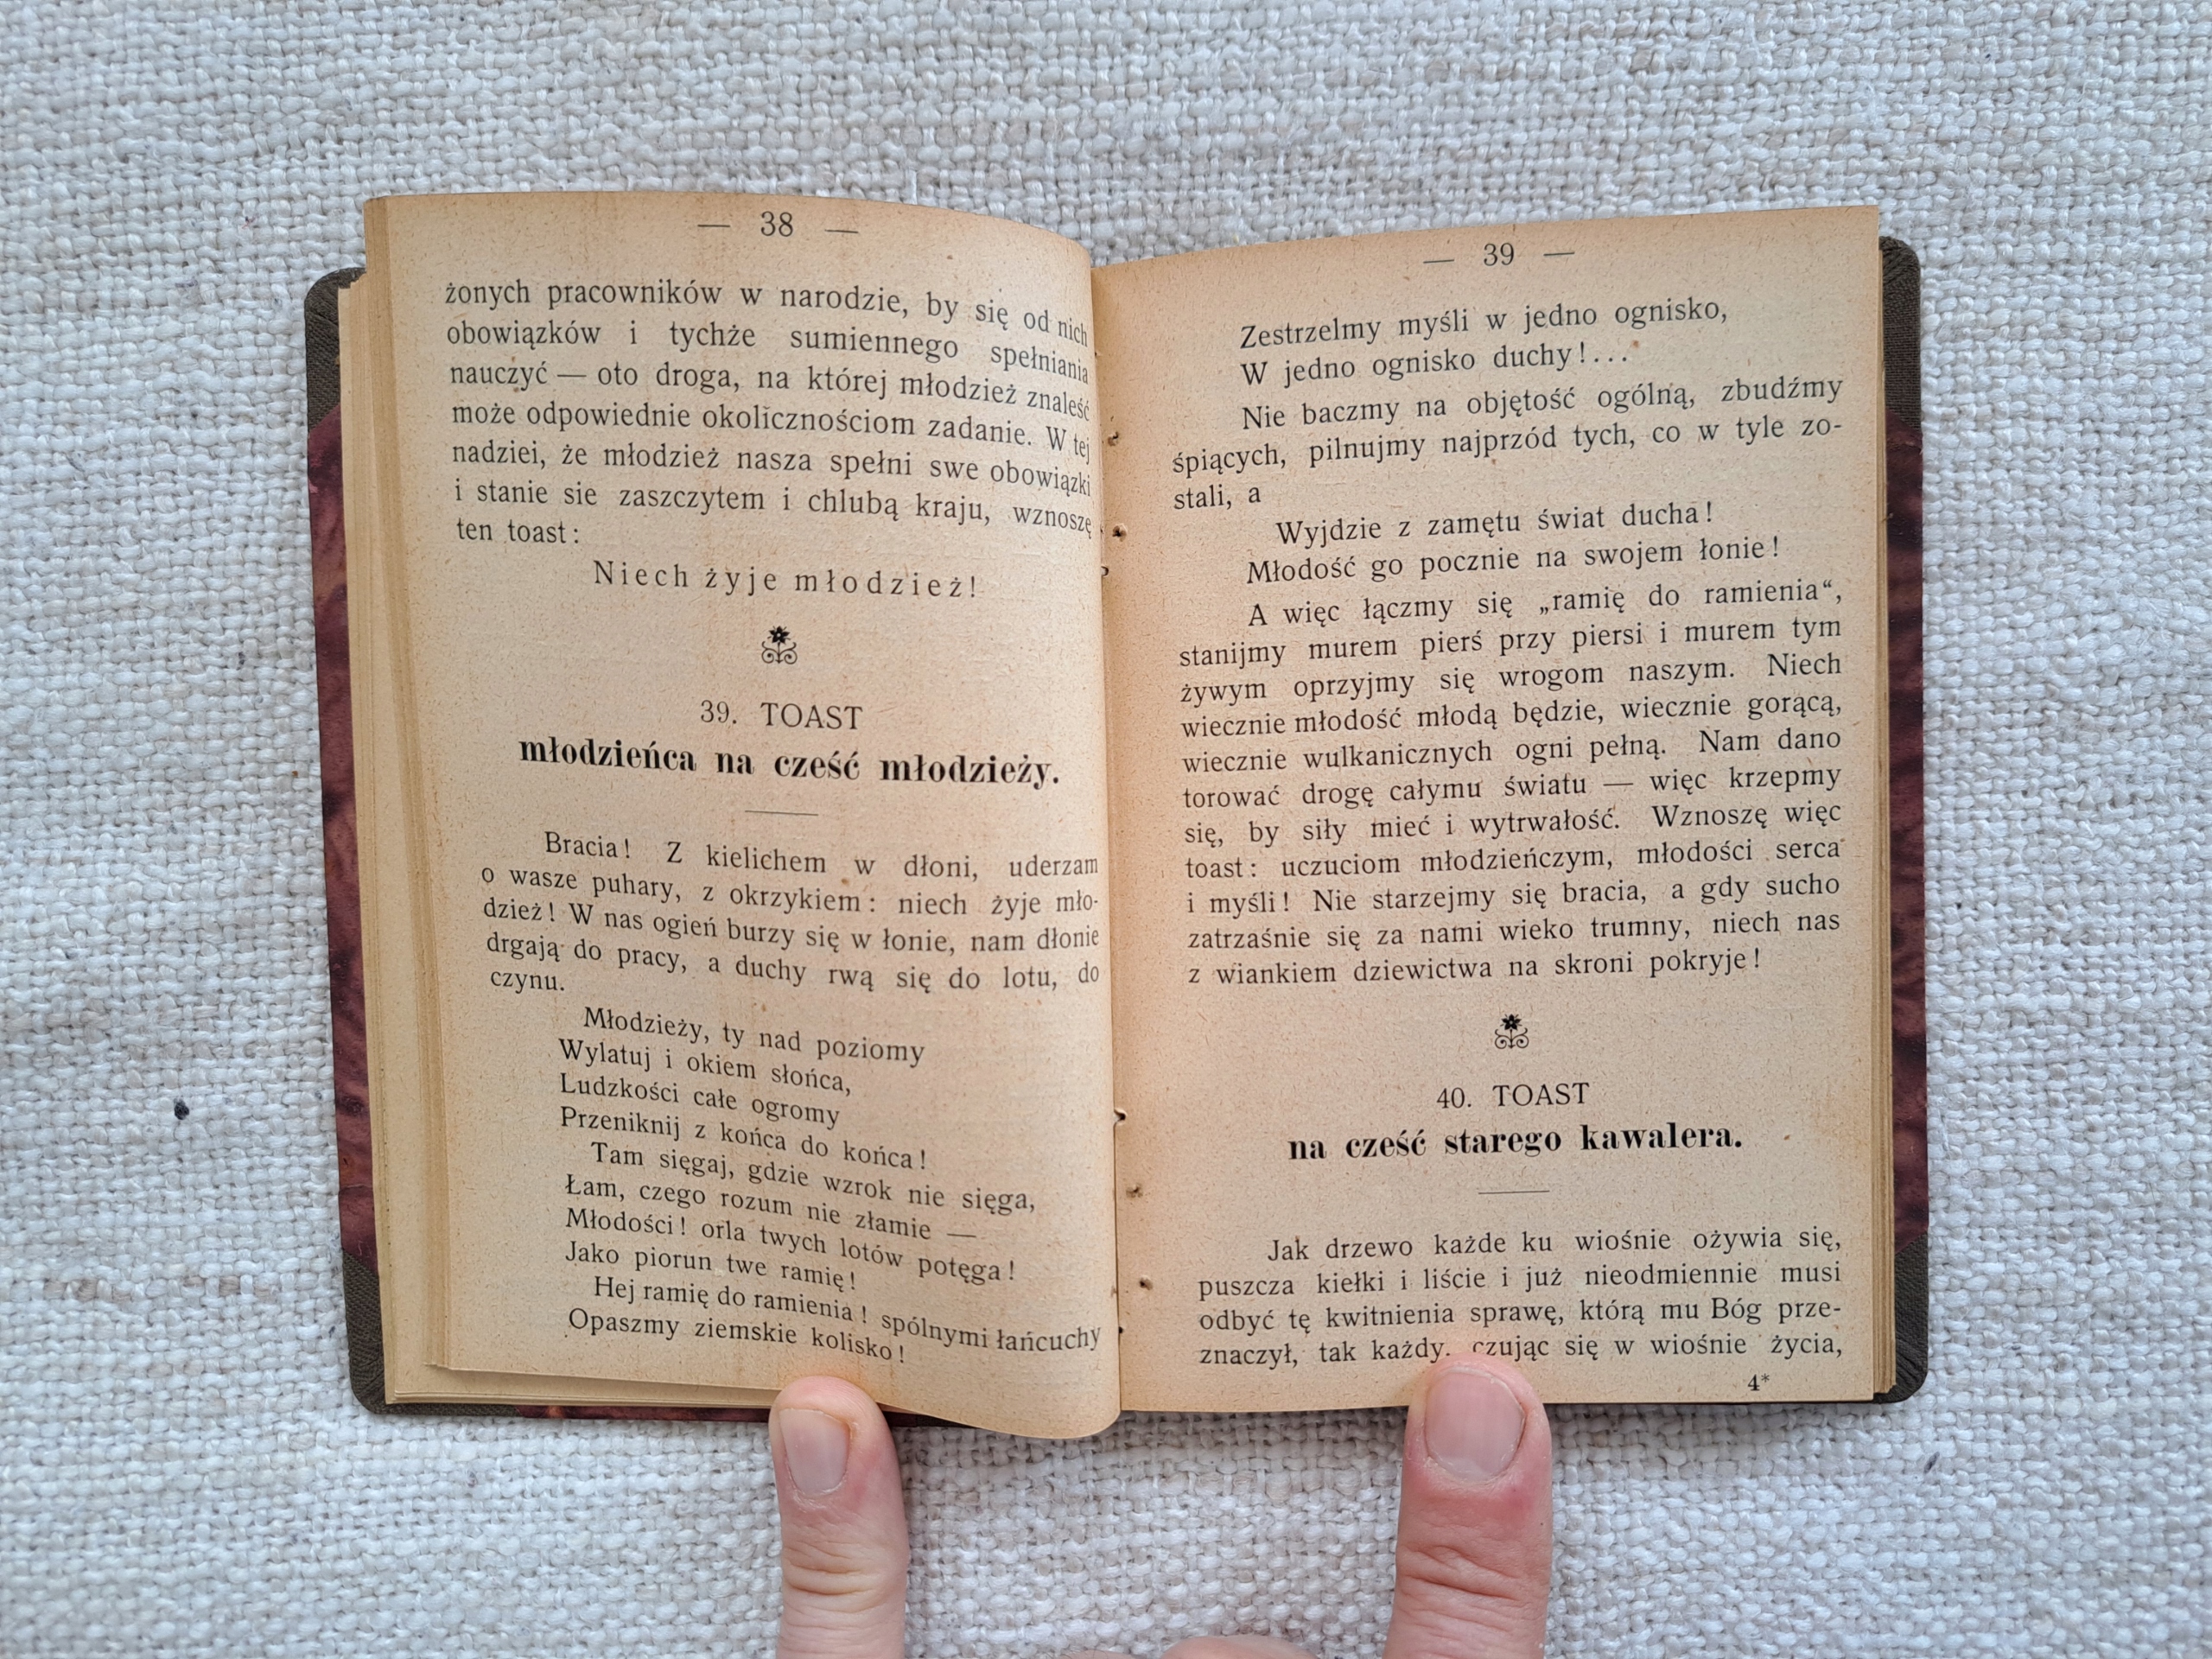 — 38 —
żonych pracowników w narodzie, by się od nich
obowiązków i tychże sumiennego spełniania
nauczyć — oto droga, na której młodzież znaleść
może odpowiednie okolicznościom zadanie. W tej
nadziei, że młodzież nasza spełni swe obowiązki
i stanie sie zaszczytem i chlubą kraju, wznoszę
ten toast:
Niech żyje młodzież!
39. TOAST
młodzieńca na cześć młodzieży.
Bracia! Z kielichem w dłoni, uderzam
o wasze puhary, z okrzykiem: niech żyje mło-
dzież! W nas ogień burzy się w łonie, nam dłonie
drgają do pracy, a duchy rwą się do lotu, do
czynu.
Młodzieży, ty nad poziomy
Wylatuj i okiem słońca,
Ludzkości całe ogromy
Przeniknij z końca do końca!
Tam sięgaj, gdzie wzrok nie sięga,
Łam, czego rozum nie złamie —
Młodości! orla twych lotów potęga!
Jako piorun twe ramię!
Hej ramię do ramienia! spólnymi łańcuchy
Opaszmy ziemskie kolisko!
— 39 —
Zestrzelmy myśli w jedno ognisko,
W jedno ognisko duchy!...
Nie baczmy na objętość ogólną, zbudźmy
śpiących, pilnujmy najprzód tych, co w tyle zo-
stali, a
Wyjdzie z zamętu świat ducha!
Młodość go pocznie na swojem łonie!
A więc łączmy się „ramię do ramienia“,
stanijmy murem pierś przy piersi i murem tym
żywym oprzyjmy się wrogom naszym. Niech
wiecznie młodość młodą będzie, wiecznie gorącą,
wiecznie wulkanicznych ogni pełną. Nam dano
torować drogę całymu światu — więc krzepmy
się, by siły mieć i wytrwałość. Wznoszę więc
toast: uczuciom młodzieńczym, młodości serca
i myśli! Nie starzejmy się bracia, a gdy sucho
zatrzaśnie się za nami wieko trumny, niech nas
z wiankiem dziewictwa na skroni pokryje!
40. TOAST
na cześć starego kawalera.
Jak drzewo każde ku wiośnie ożywia się,
puszcza kiełki i liście i już nieodmiennie musi
odbyć tę kwitnienia sprawę, którą mu Bóg prze-
znaczył, tak każdy. czując się w wiośnie życia,
4*